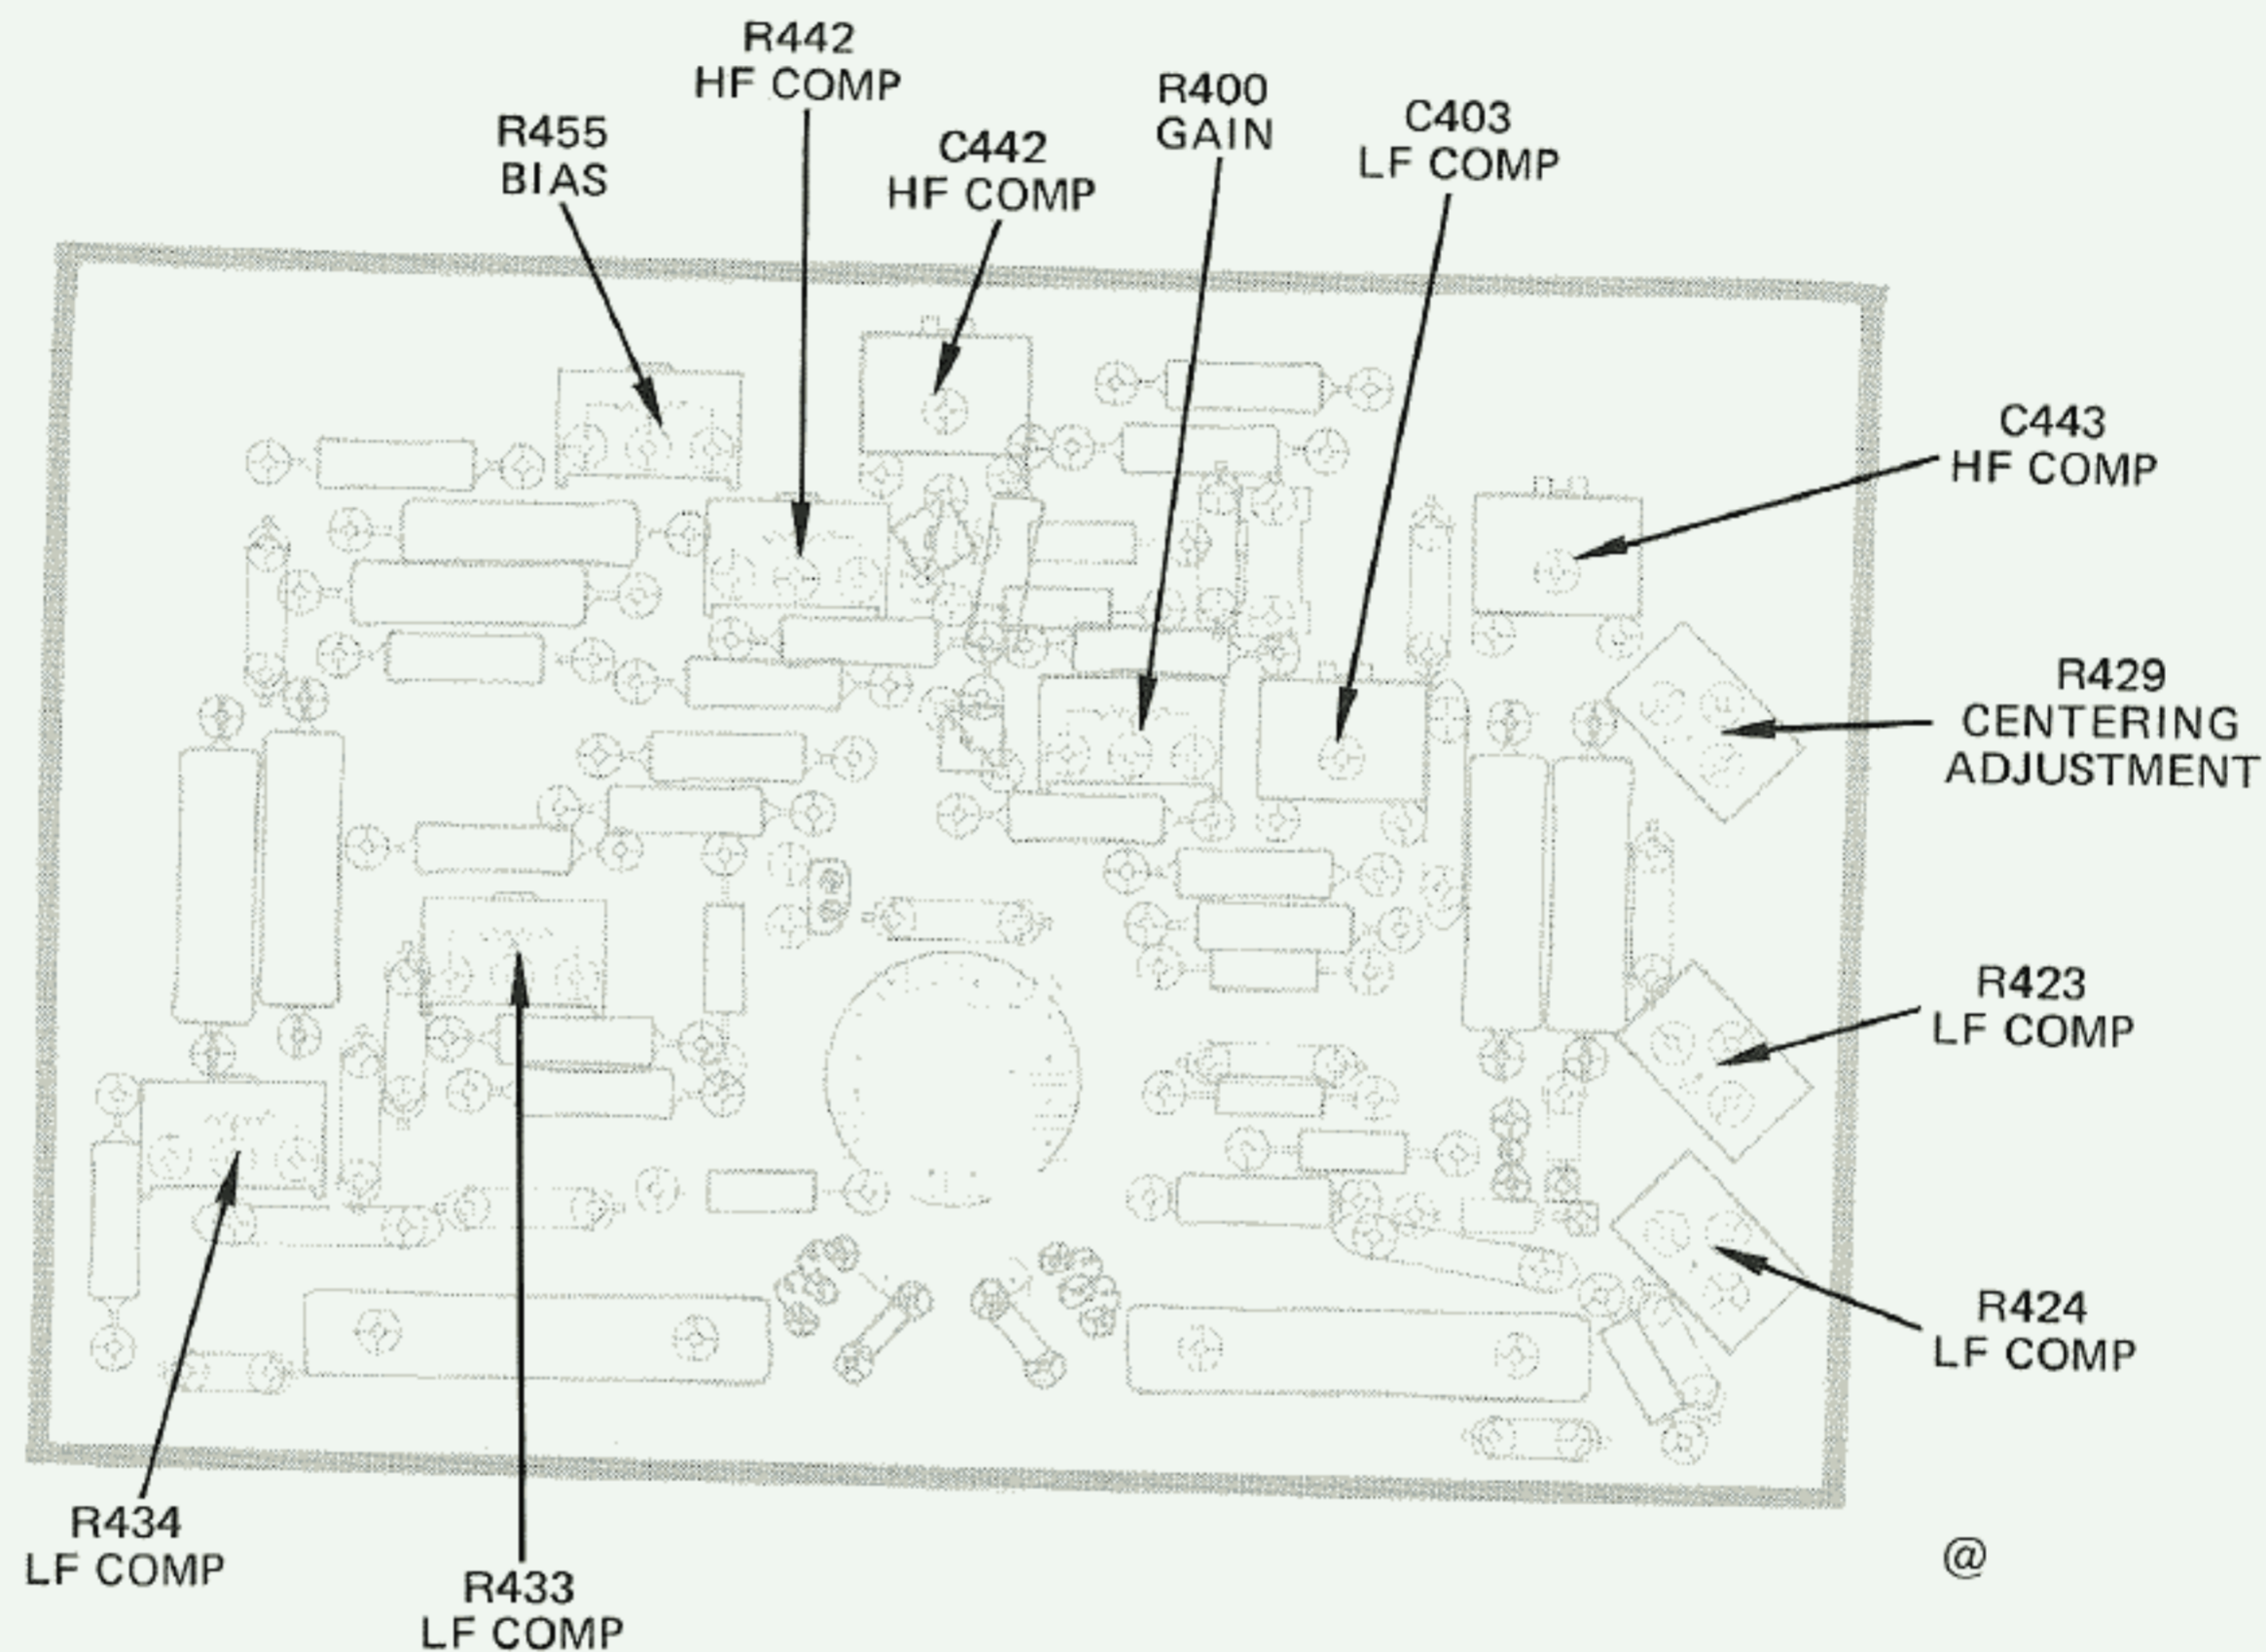 R442
HF COMP
R400
GAIN
C403
LF COMP
R455
BIAS
C442
HF COMP
C443
HF COMP
R429
CENTERING
ADJUSTMENT
R423
LF COMP
R424
LF COMP
R434
LF COMP
R433
LF COMP
@